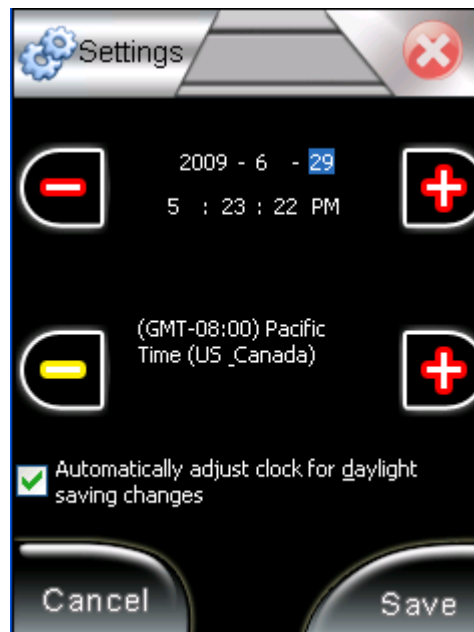 Settings
2009 - 6 - 29
5 : 23 : 22 PM
(GMT-08:00) Pacific
Time (US _Canada)
Automatically adjust clock for daylight
saving changes
Cancel
Save